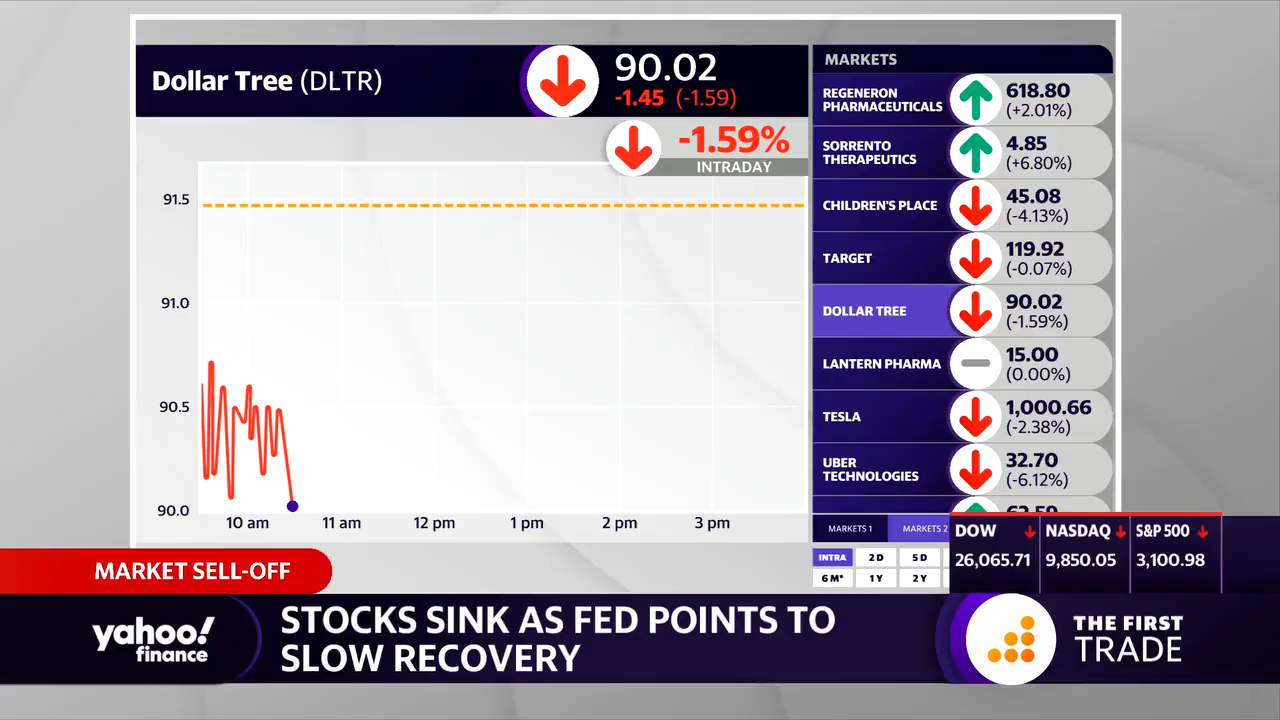 Dollar Tree (DLTR)
90.02
-1.45 (-1.59)
-1.59%
INTRADAY
91.5
91.0
90.5
90.0
10 am 11 am 12 pm 1 pm 2 pm 3 pm
MARKETS
REGENERON
PHARMACEUTICALS
618.80
(+2.01%)
SORRENTO
THERAPEUTICS
4.85
(+6.80%)
CHILDREN'S PLACE
45.08
(-4.13%)
TARGET
119.92
(-0.07%)
DOLLAR TREE
90.02
(-1.59%)
LANTERN PHARMA
15.00
(0.00%)
TESLA
1,000.66
(-2.38%)
UBER
TECHNOLOGIES
32.70
(-6.12%)
MARKETS 1 MARKETS 2
INTRA 2 D 5 D
6 M* 1 Y 2 Y
DOW NASDAQ S&P 500
26,065.71 9,850.05 3,100.98
MARKET SELL-OFF
yahoo!
finance
STOCKS SINK AS FED POINTS TO
SLOW RECOVERY
THE FIRST
TRADE